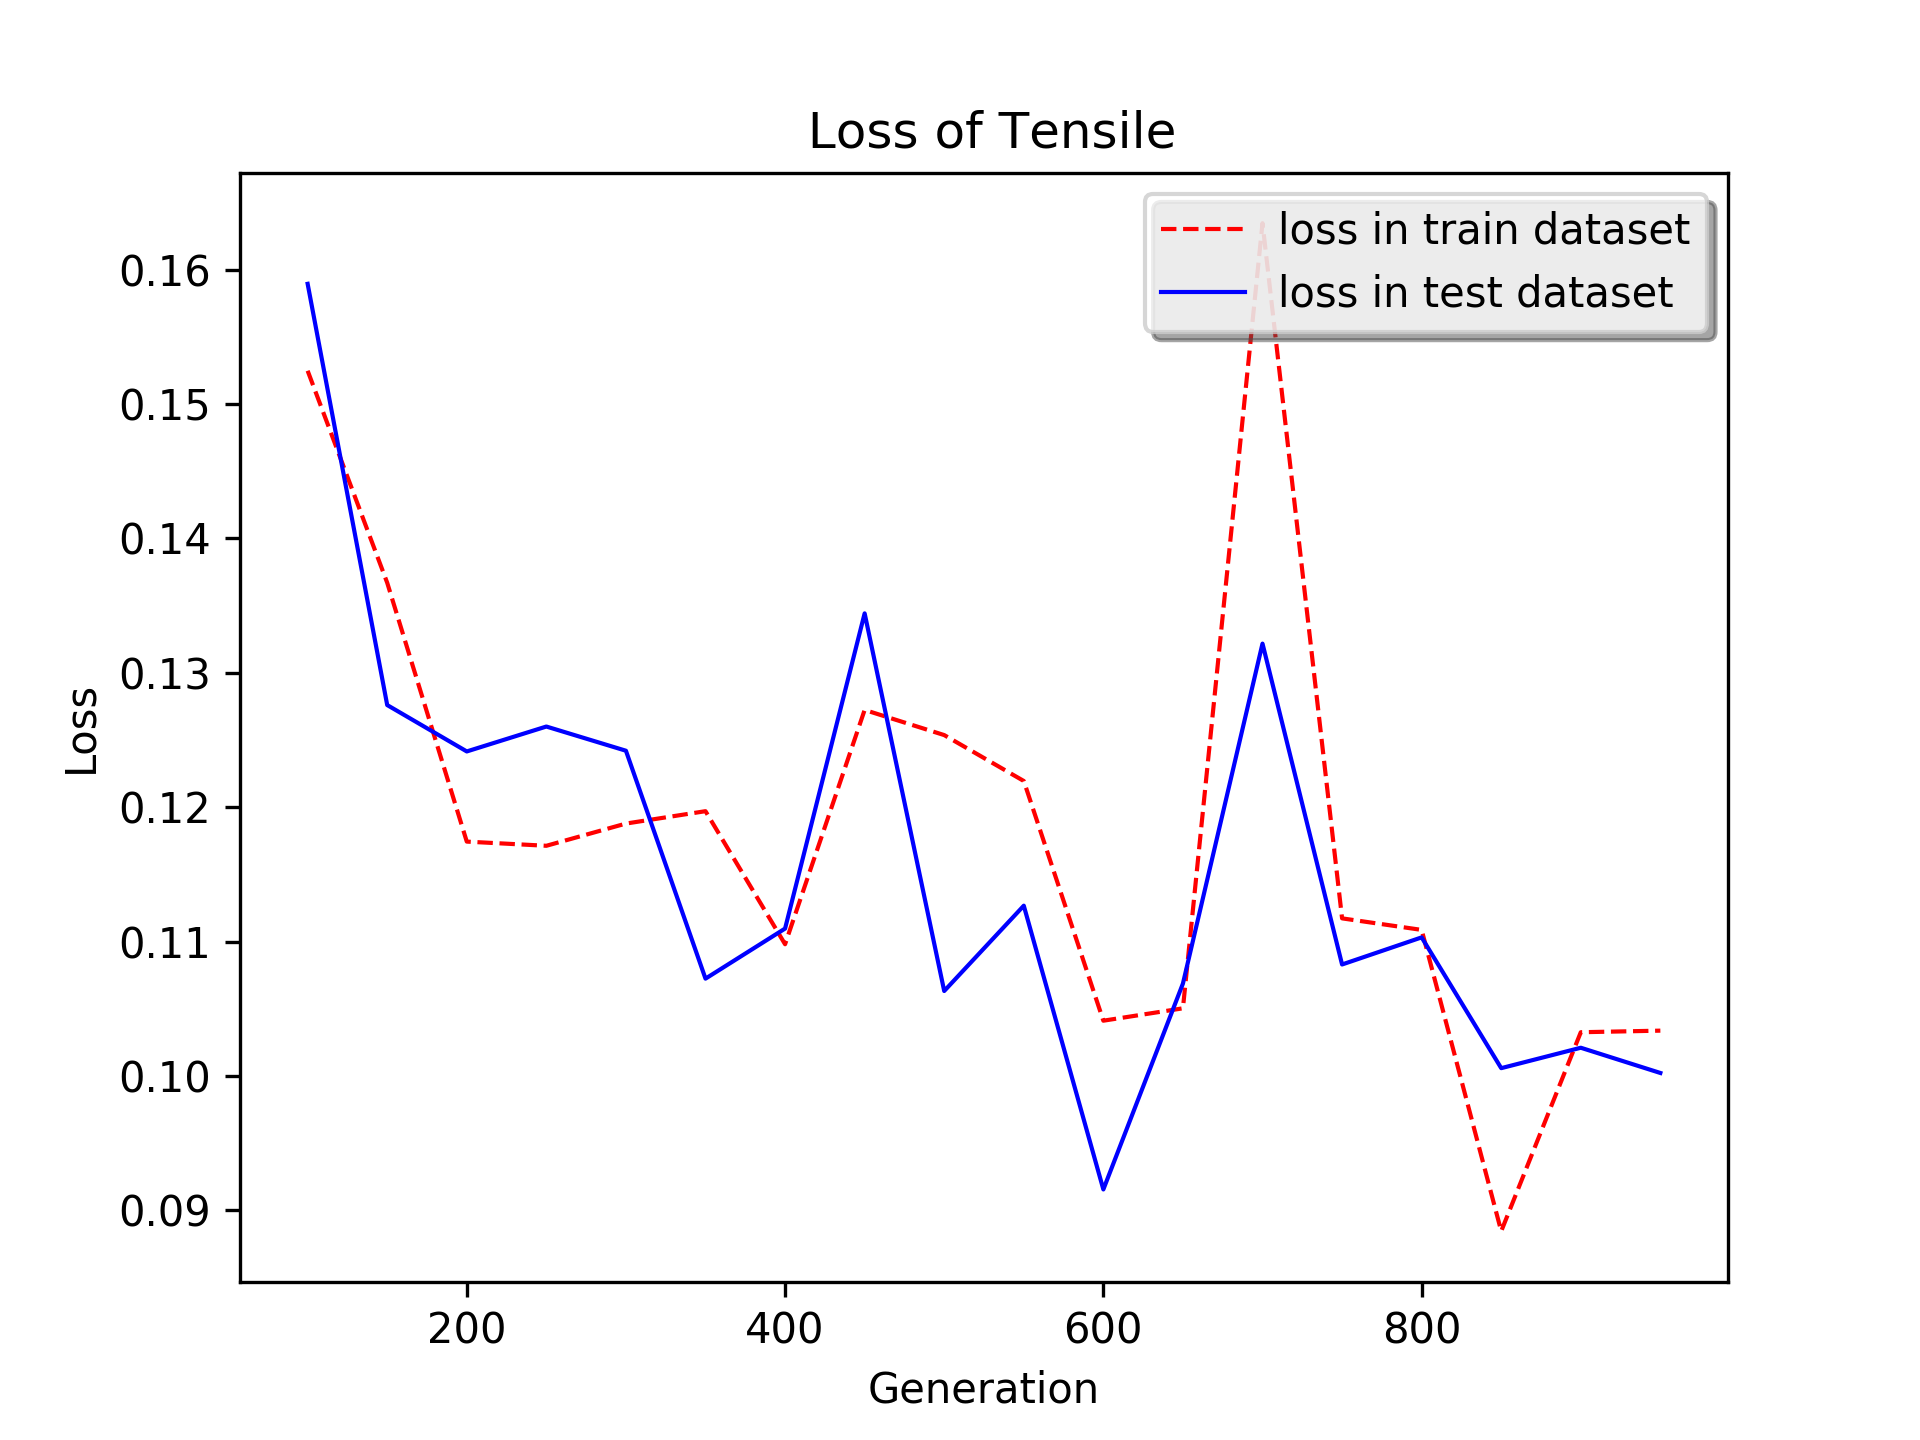 Loss of Tensile
loss in train dataset
loss in test dataset
0.16
0.15
0.14
0.13
0.12
0.11
0.10
0.09
Loss
200 400 600 800
Generation